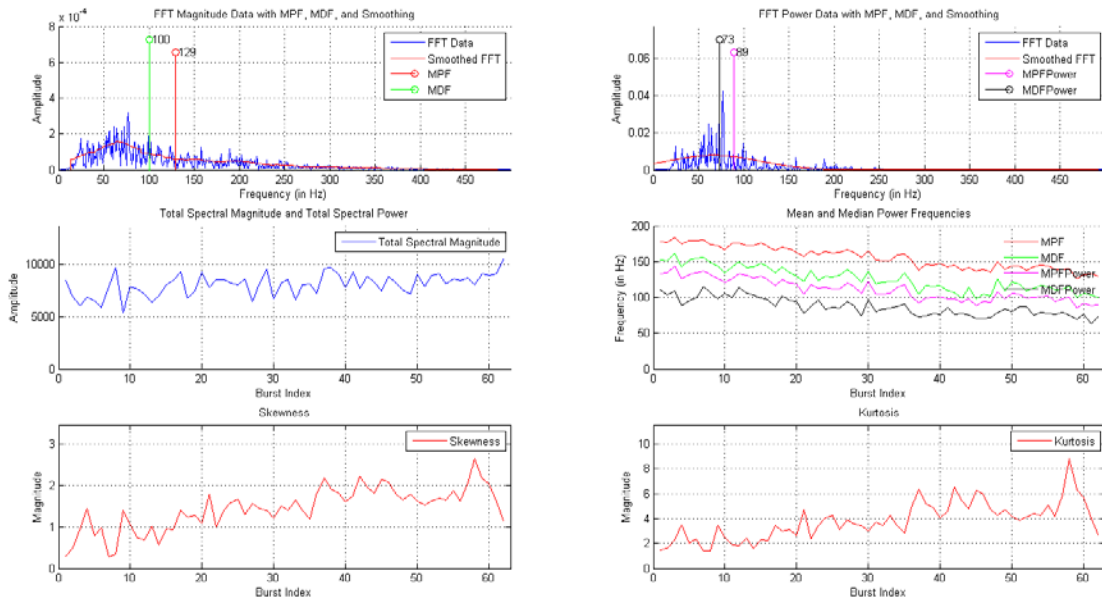 FFT Magnitude Data with MPF, MDF, and Smoothing
8 x 10⁻⁴
6
4
2
0
Amplitude
100
129
FFT Data
Smoothed FFT
MPF
MDF
0 50 100 150 200 250 300 350 400 450
Frequency (in Hz)
FFT Power Data with MPF, MDF, and Smoothing
0.06
0.04
0.02
0
Amplitude
73
89
FFT Data
Smoothed FFT
MPFPower
MDFPower
0 50 100 150 200 250 300 350 400 450
Frequency (in Hz)
Total Spectral Magnitude and Total Spectral Power
10000
5000
0
Amplitude
Total Spectral Magnitude
0 10 20 30 40 50 60
Burst Index
Mean and Median Power Frequencies
200
150
100
50
0
Frequency (in Hz)
MPF
MDF
MPFPower
MDFPower
0 10 20 30 40 50 60
Burst Index
Skewness
3
2
1
0
Magnitude
Skewness
0 10 20 30 40 50 60
Burst Index
Kurtosis
10
8
6
4
2
0
Magnitude
Kurtosis
0 10 20 30 40 50 60
Burst Index